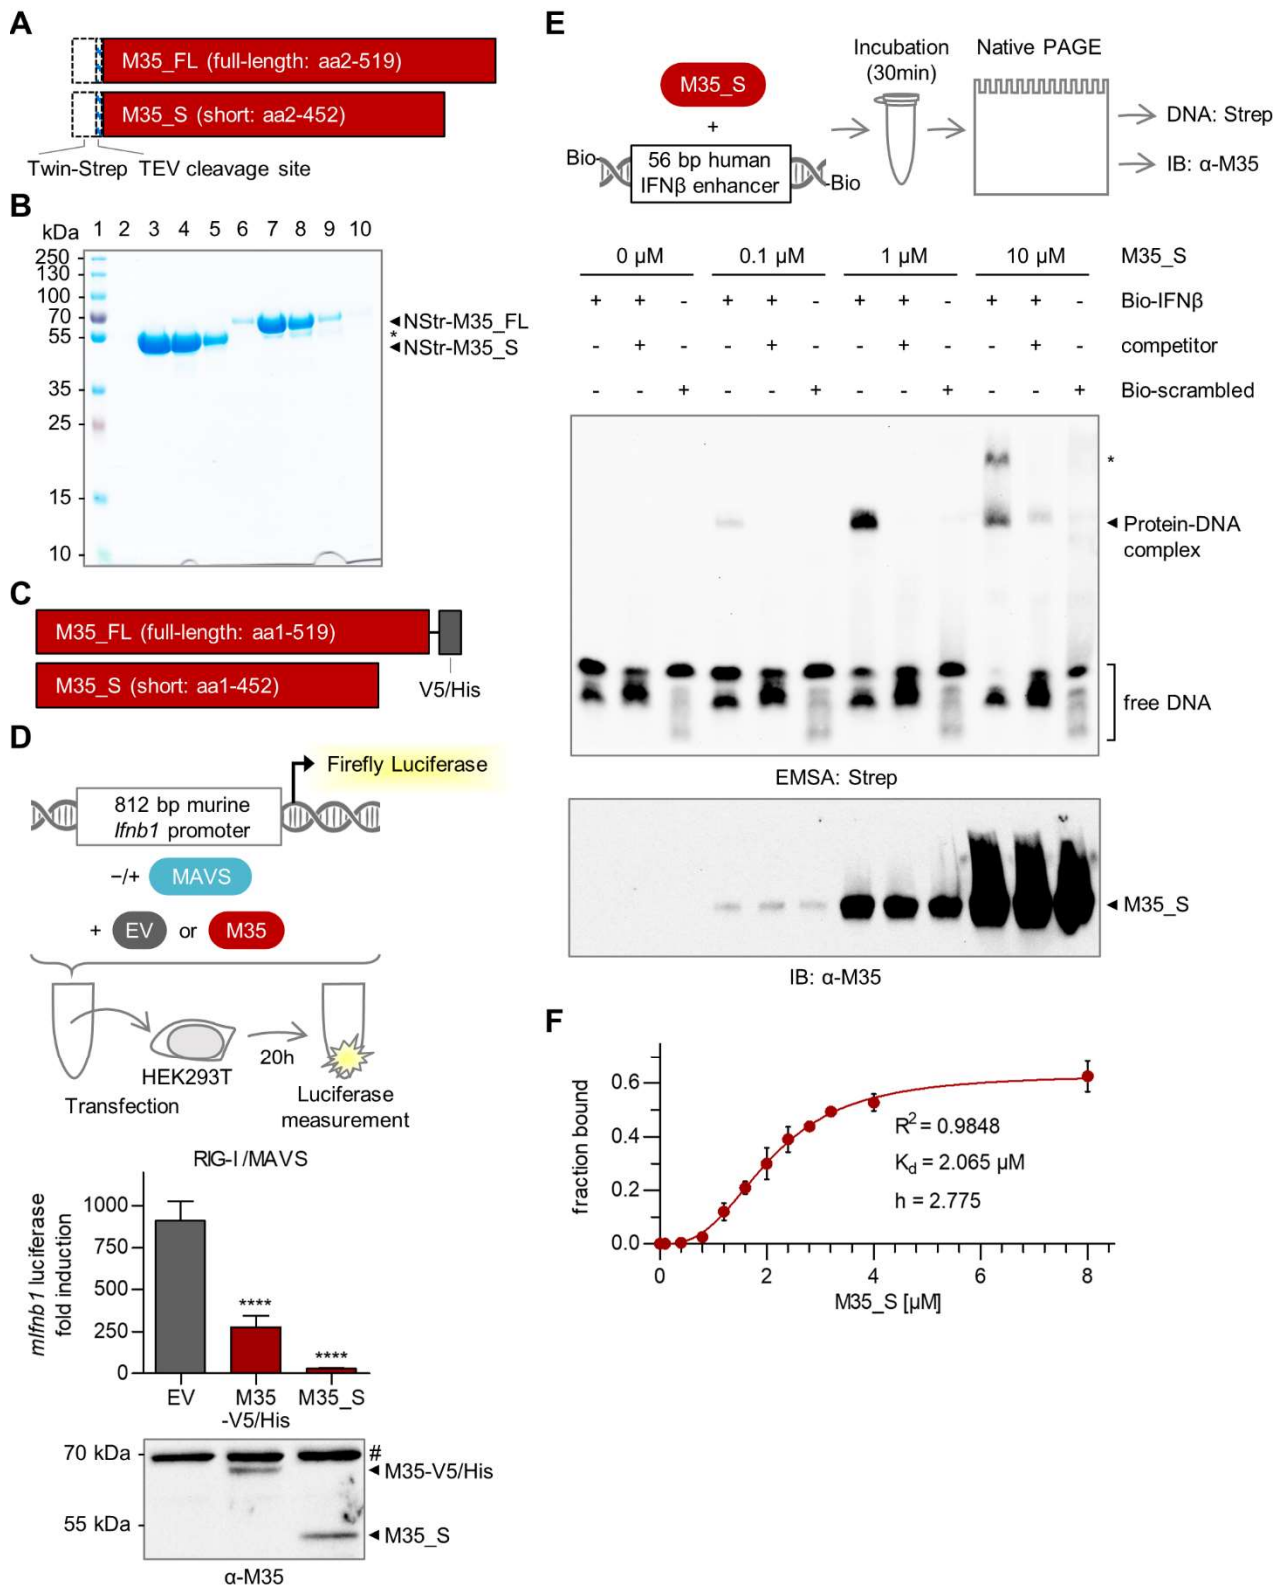 A
M35_FL (full-length: aa2-519)
M35_S (short: aa2-452)
Twin-Strep TEV cleavage site
B
kDa 1 2 3 4 5 6 7 8 9 10
250
130
100
70
55
35
25
15
10
NStr-M35_FL
*
NStr-M35_S
C
M35_FL (full-length: aa1-519)
M35_S (short: aa1-452)
V5/His
D
Firefly Luciferase
812 bp murine
Ifnb1 promoter
−/+ MAVS
+ EV or M35
HEK293T
20h
Transfection
Luciferase
measurement
RIG-I/MAVS
mIfnb1 luciferase
fold induction
1000
750
500
250
0
****
****
EV M35 M35_S
-V5/His
70 kDa
55 kDa
#
M35-V5/His
M35_S
α-M35
E
M35_S
+
Bio- 56 bp human
IFNβ enhancer -Bio
Incubation
(30min)
Native PAGE
DNA: Strep
IB: α-M35
0 µM 0.1 µM 1 µM 10 µM M35_S
+ + - + + - + + - + + - Bio-IFNβ
- + - - + - - + - - + - competitor
- - + - - + - - + - - + Bio-scrambled
*
Protein-DNA
complex
free DNA
EMSA: Strep
M35_S
IB: α-M35
F
fraction bound
0.6
0.4
0.2
0.0
R2 = 0.9848
Kd = 2.065 µM
h = 2.775
0 2 4 6 8
M35_S [µM]